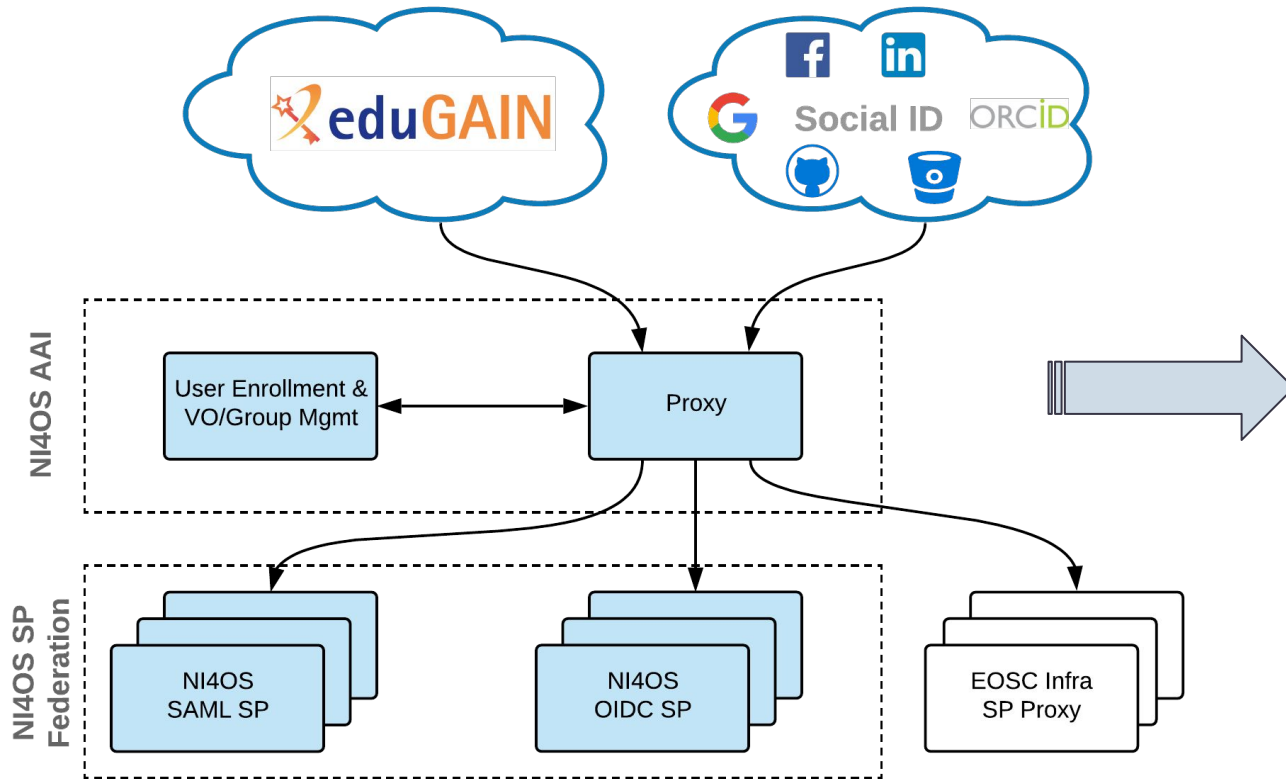 eduGAIN
f
in
G
Social ID
ORCiD
NI4OS AAI
User Enrollment &
VO/Group Mgmt
Proxy
NI4OS SP
Federation
NI4OS
SAML SP
NI4OS
OIDC SP
EOSC Infra
SP Proxy